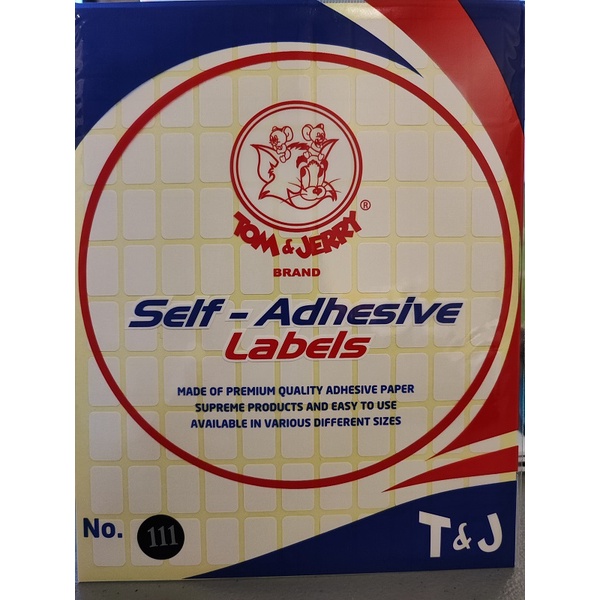 TOM & JERRY ®
BRAND
Self - Adhesive
Labels
MADE OF PREMIUM QUALITY ADHESIVE PAPER
SUPREME PRODUCTS AND EASY TO USE
AVAILABLE IN VARIOUS DIFFERENT SIZES
No. 111
T & J